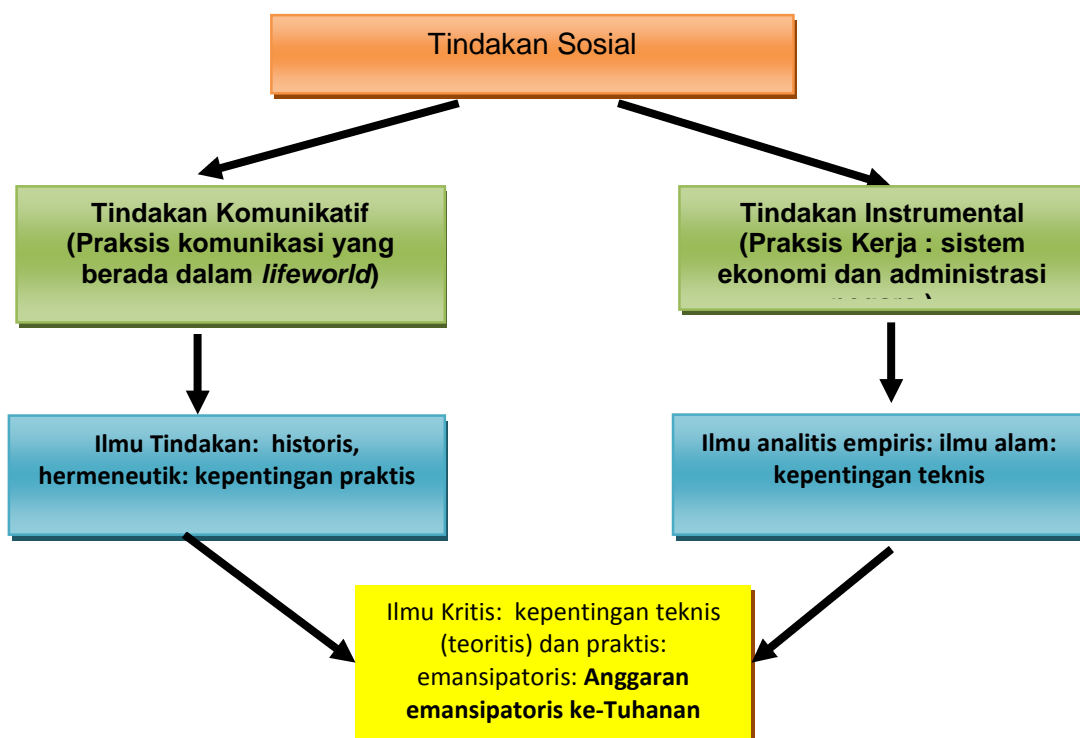 Tindakan Sosial
Tindakan Komunikatif
(Praksis komunikasi yang
berada dalam lifeworld)
Tindakan Instrumental
(Praksis Kerja : sistem
ekonomi dan administrasi
Ilmu Tindakan: historis,
hermeneutik: kepentingan praktis
Ilmu analitis empiris: ilmu alam:
kepentingan teknis
Ilmu Kritis: kepentingan teknis
(teoritis) dan praktis:
emansipatoris: Anggaran
emansipatoris ke-Tuhanan